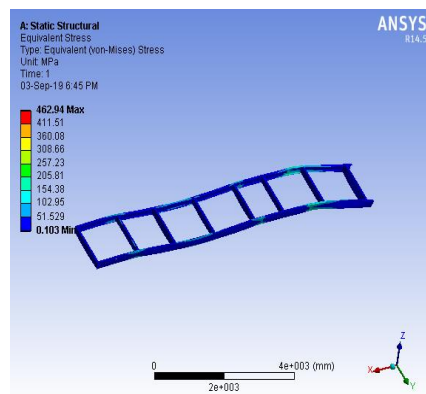 A: Static Structural
Equivalent Stress
Type: Equivalent (von-Mises) Stress
Unit: MPa
Time: 1
03-Sep-19 6:45 PM
ANSYS
R14.5
462.94 Max
411.51
360.08
308.66
257.23
205.81
154.38
102.95
51.529
0.103 Min
0
4e+003 (mm)
2e+003
Z
X
Y